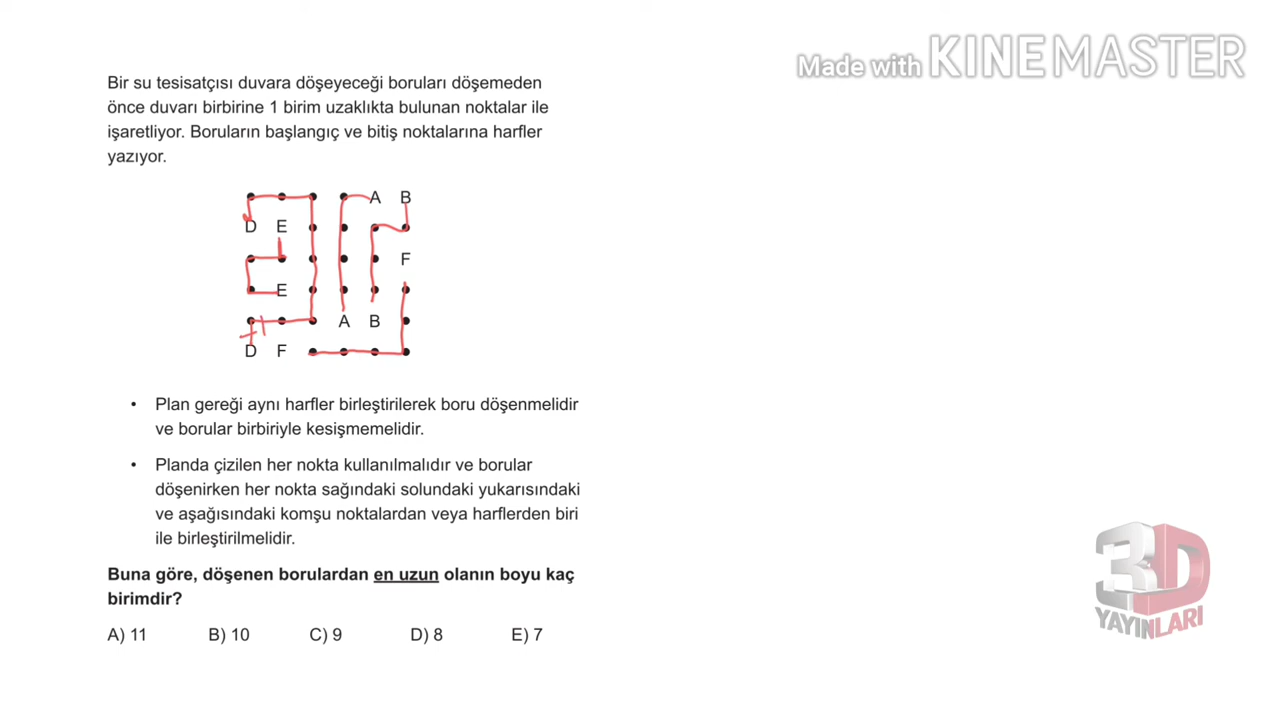 Made with KINEMASTER
Bir su tesisatçısı duvara döşeyeceği boruları döşemeden
önce duvarı birbirine 1 birim uzaklıkta bulunan noktalar ile
işaretliyor. Boruların başlangıç ve bitiş noktalarına harfler
yazıyor.
A B
D E
F
E
A B
D F
• Plan gereği aynı harfler birleştirilerek boru döşenmelidir
ve borular birbiriyle kesişmemelidir.
• Planda çizilen her nokta kullanılmalıdır ve borular
döşenirken her nokta sağındaki solundaki yukarısındaki
ve aşağısındaki komşu noktalardan veya harflerden biri
ile birleştirilmelidir.
Buna göre, döşenen borulardan en uzun olanın boyu kaç
birimdir?
A) 11 B) 10 C) 9 D) 8 E) 7
3D
YAYINLARI